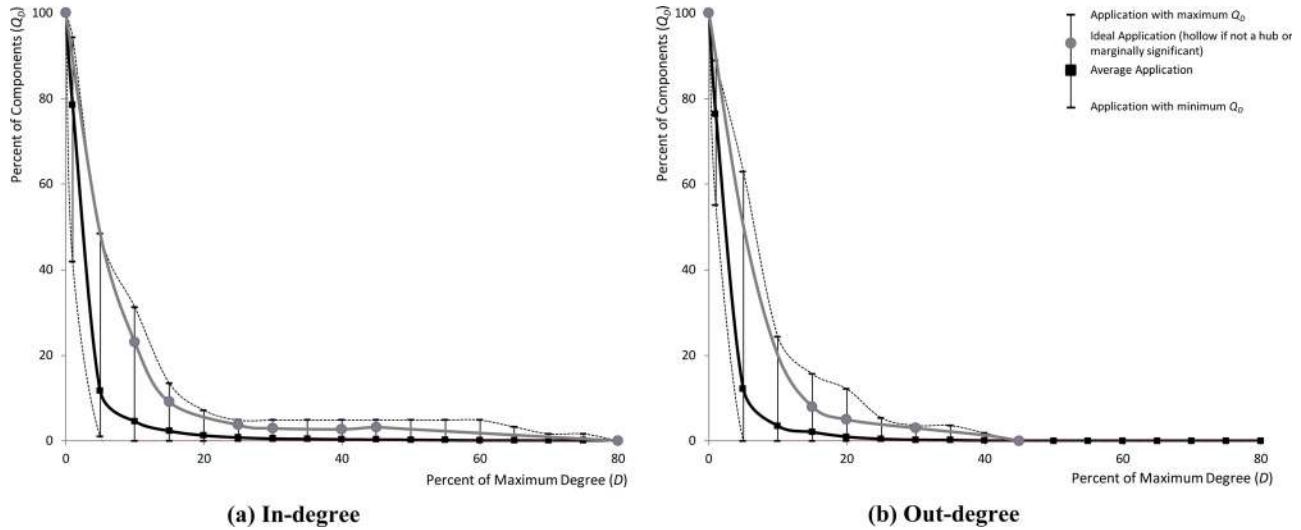 Percent of Components (Q_D)
100
80
60
40
20
0
0
20
40
60
80
Percent of Maximum Degree (D)
(a) In-degree
Percent of Components (Q_D)
100
80
60
40
20
0
0
20
40
60
80
Percent of Maximum Degree (D)
(b) Out-degree
Application with maximum Q_D
Ideal Application (hollow if not a hub or
marginally significant)
Average Application
Application with minimum Q_D